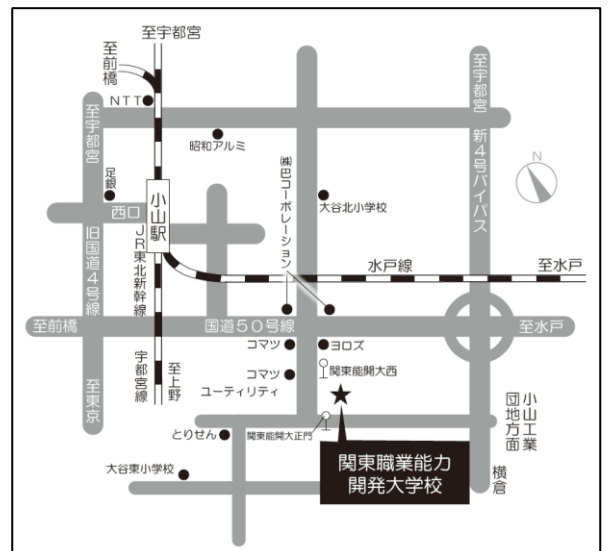 至宇都宮
至前橋
NTT
至宇都宮
昭和アルミ
至宇都宮
新4号バイパス
N
足銀
西口
小山駅
㈱巴コーポレーション
大谷北小学校
旧国道4号線
JR東北新幹線
水戸線
至水戸
至前橋
国道50号線
至水戸
コマツ
ヨロズ
宇都宮線
至上野
コマツ
ユーティリティ
関東能開大西
至東京
とりせん
関東能開大正門
小山工業
団地方面
大谷東小学校
関東職業能力
開発大学校
横倉